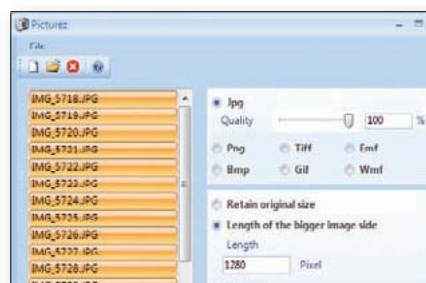 Pictures
File
IMG_5718.JPG
IMG_5719.JPG
IMG_5720.JPG
IMG_5721.JPG
IMG_5722.JPG
IMG_5723.JPG
IMG_5724.JPG
IMG_5725.JPG
IMG_5726.JPG
IMG_5727.JPG
IMG_5728.JPG
Jpg
Quality 100 %
Png Tiff Emf
Bmp Gif Wmf
Retain original size
Length of the bigger image side
Length
1280 Pixel